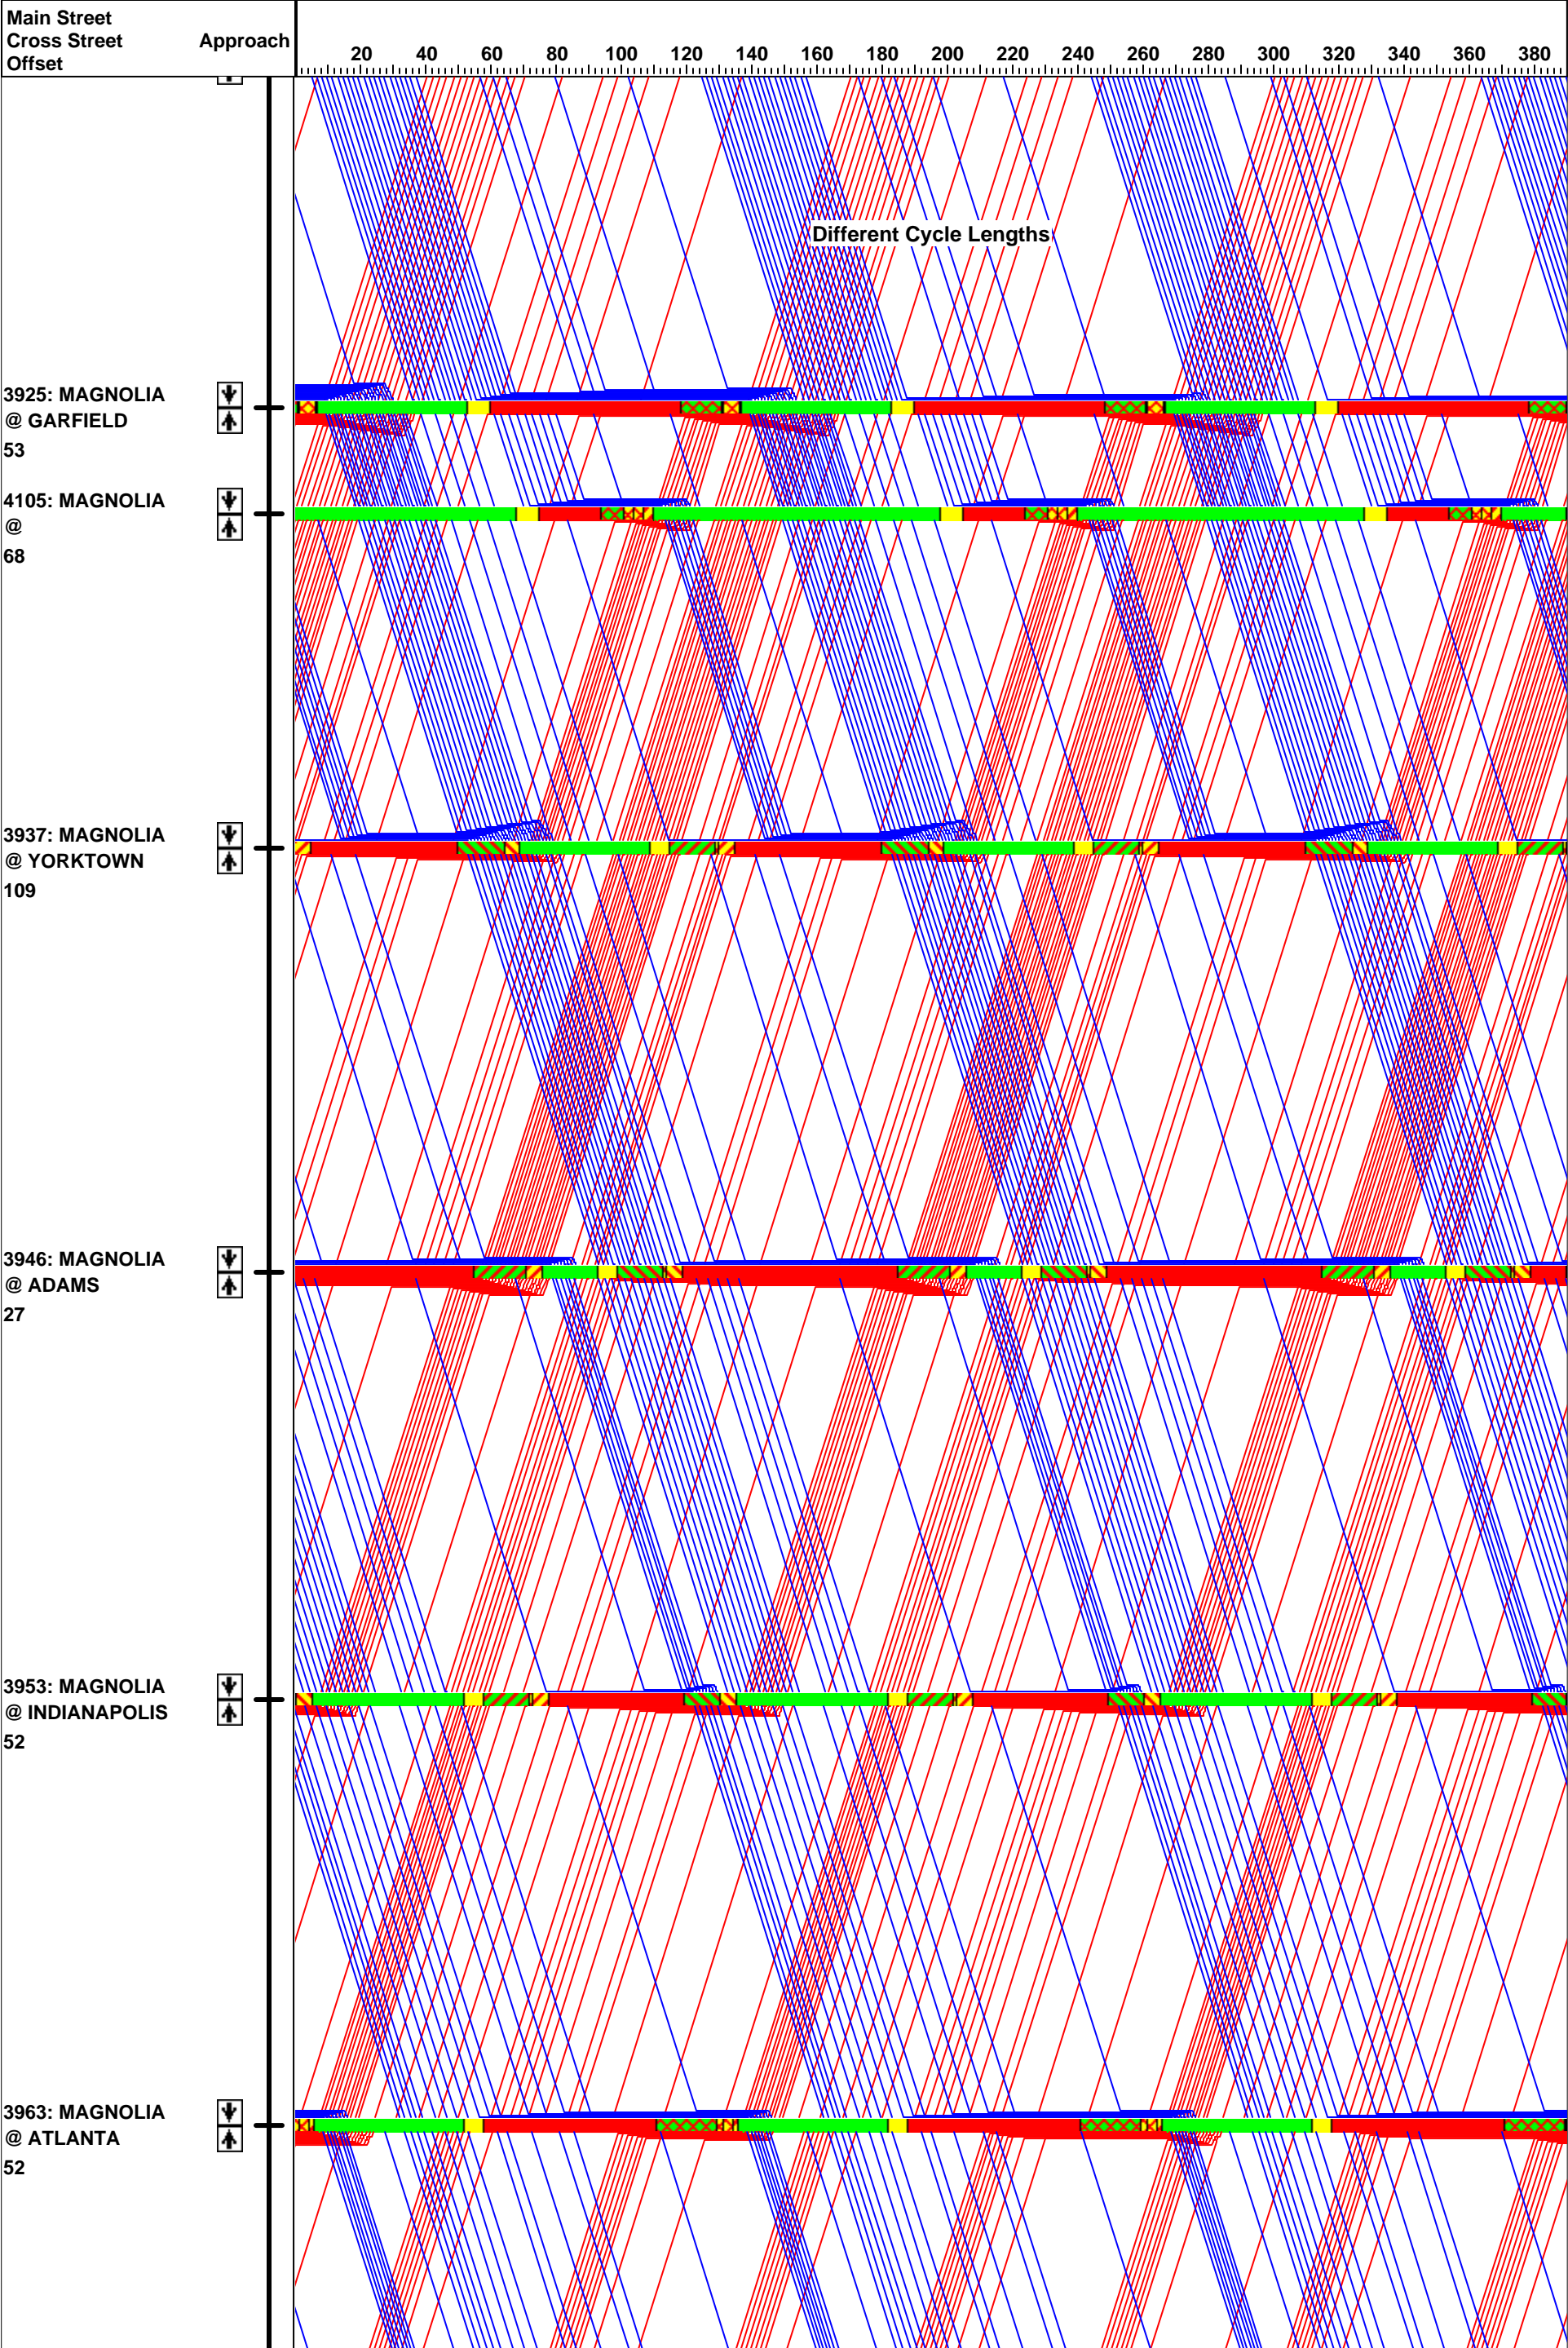 Main Street
Cross Street Approach
Offset
20 40 60 80 100 120 140 160 180 200 220 240 260 280 300 320 340 360 380
Different Cycle Lengths
3925: MAGNOLIA
@ GARFIELD
53
4105: MAGNOLIA
@
68
3937: MAGNOLIA
@ YORKTOWN
109
3946: MAGNOLIA
@ ADAMS
27
3953: MAGNOLIA
@ INDIANAPOLIS
52
3963: MAGNOLIA
@ ATLANTA
52